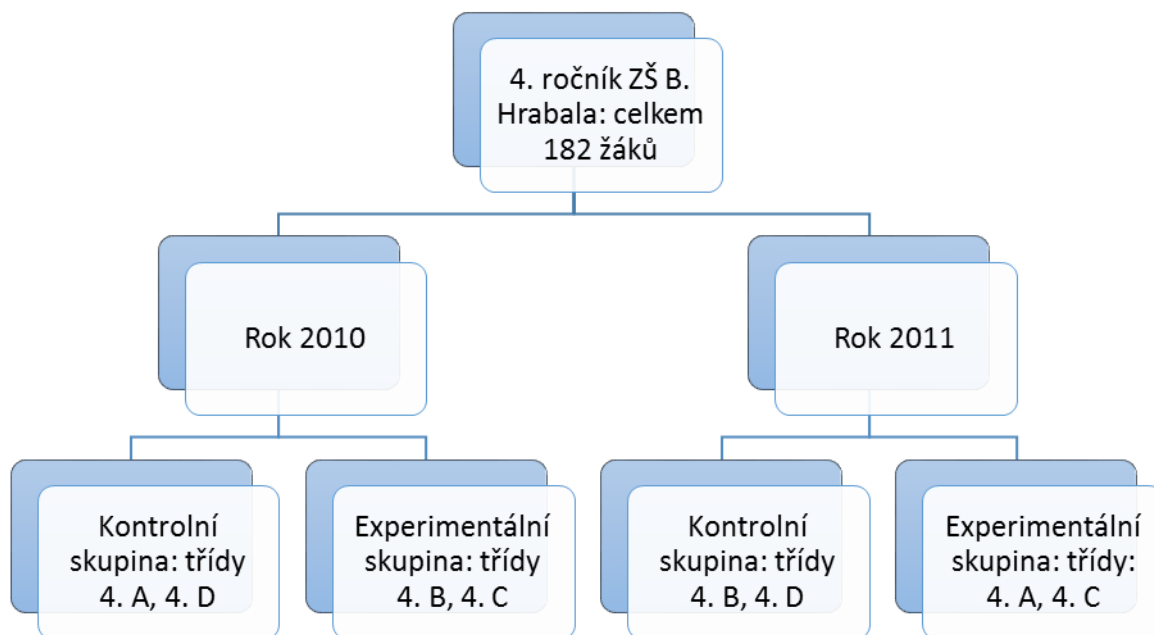 4. ročník ZŠ B.
Hrabala: celkem
182 žáků
Rok 2010
Rok 2011
Kontrolní
skupina: třídy
4. A, 4. D
Experimentální
skupina: třídy
4. B, 4. C
Kontrolní
skupina: třídy
4. B, 4. D
Experimentální
skupina: třídy:
4. A, 4. C